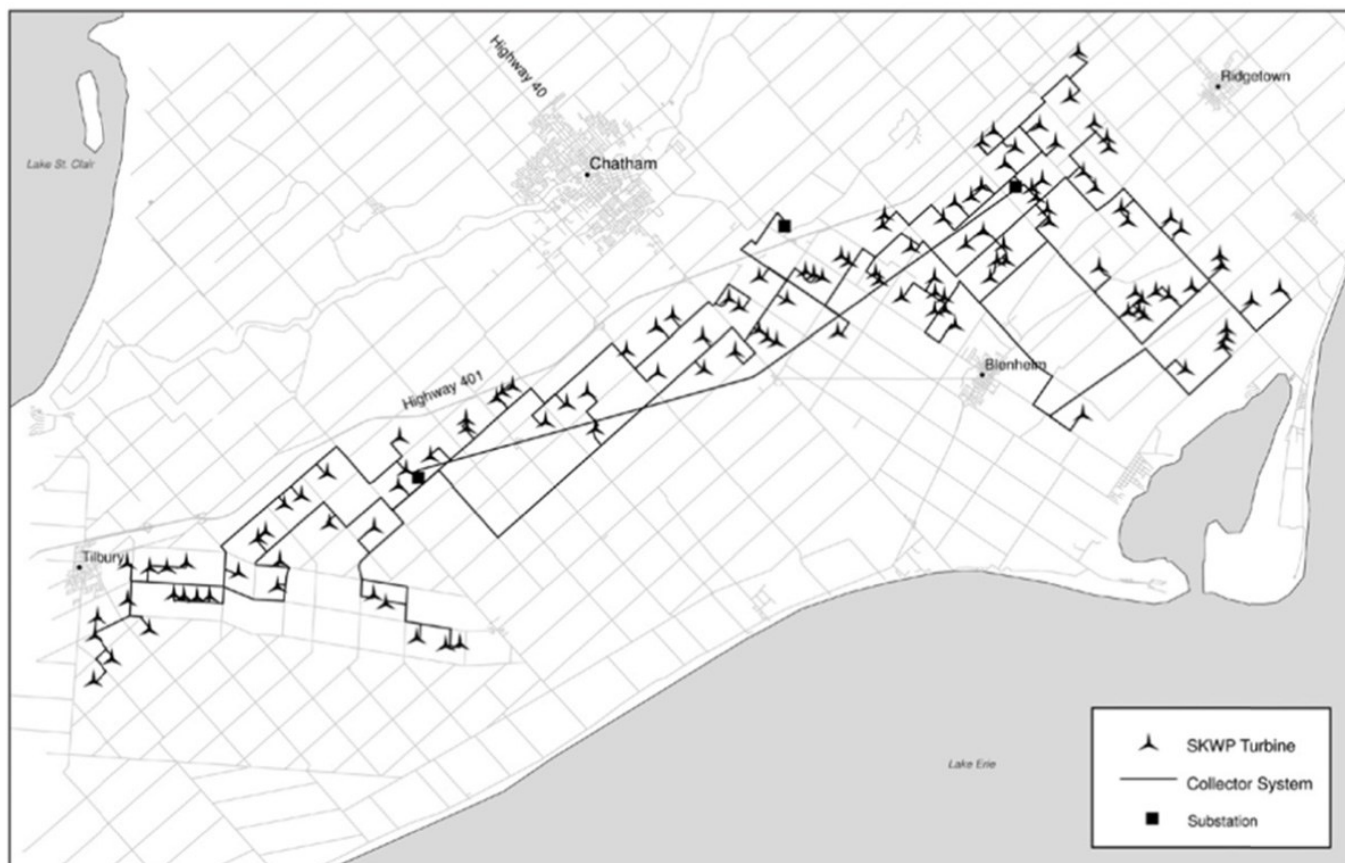 Highway 40
Ridgetown
Lake St. Clair
Chatham
Highway 401
Blenheim
Tilbury
Lake Erie
SKWP Turbine
Collector System
Substation